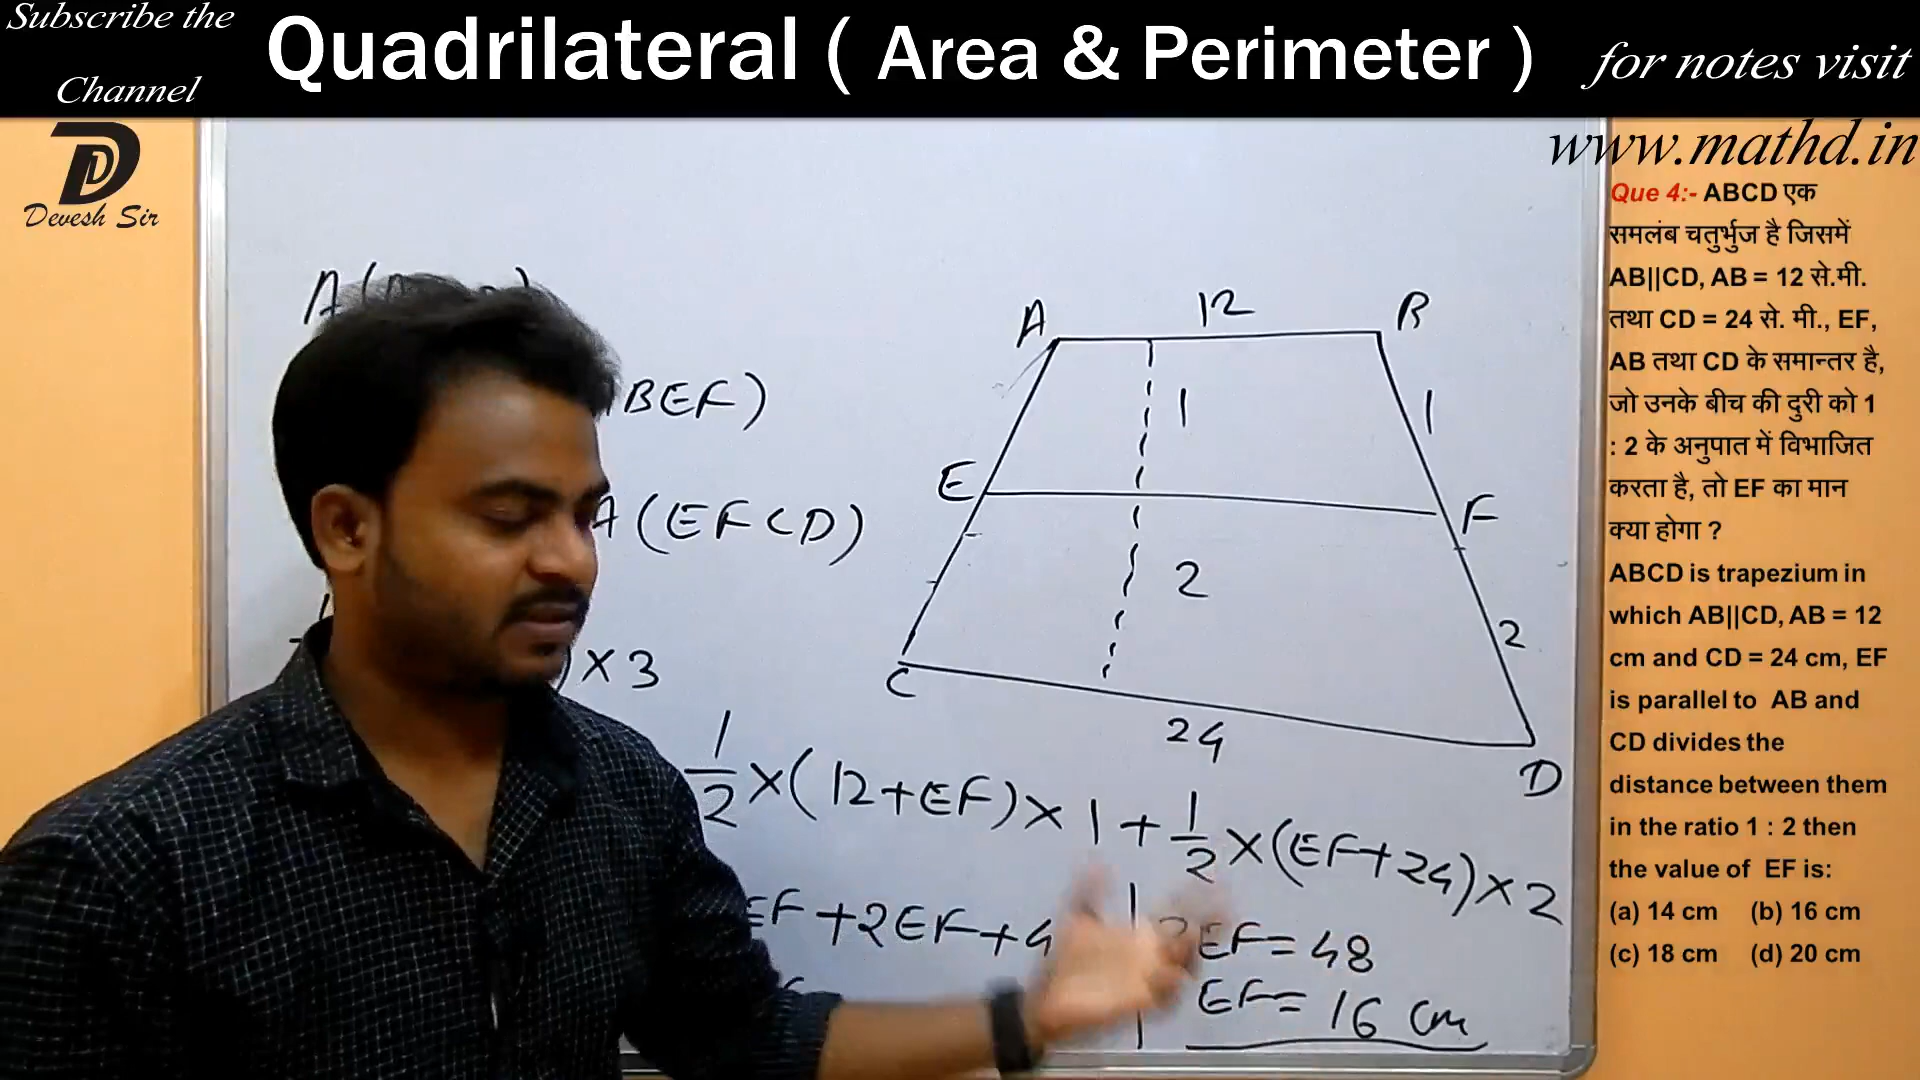 Subscribe the
Channel
Quadrilateral ( Area & Perimeter )
for notes visit
www.mathd.in
D
Devesh Sir
Que 4:- ABCD एक
समलंब चतुर्भुज है जिसमें
AB||CD, AB = 12 से.मी.
तथा CD = 24 से. मी., EF,
AB तथा CD के समान्तर है,
जो उनके बीच की दुरी को 1
: 2 के अनुपात में विभाजित
करता है, तो EF का मान
क्या होगा ?
ABCD is trapezium in
which AB||CD, AB = 12
cm and CD = 24 cm, EF
is parallel to AB and
CD divides the
distance between them
in the ratio 1 : 2 then
the value of EF is:
(a) 14 cm (b) 16 cm
(c) 18 cm (d) 20 cm
A 12 B
1 1
E F
2 2
C 24 D
A(
BEF)
A(EFCD)
)×3
1/2×(12+EF)×1+1/2×(EF+24)×2
EF+2EF+4
EF=48
EF=16 cm